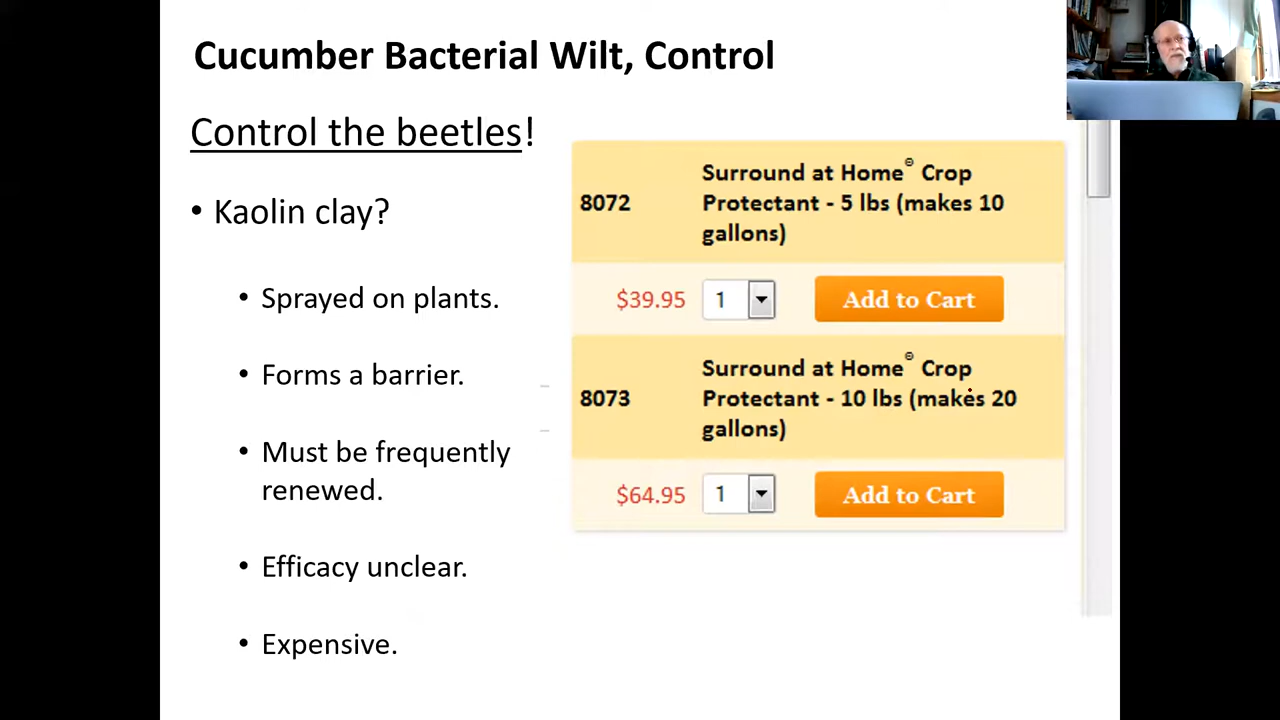 Cucumber Bacterial Wilt, Control
Control the beetles!
• Kaolin clay?
• Sprayed on plants.
• Forms a barrier.
• Must be frequently
renewed.
• Efficacy unclear.
• Expensive.
8072
Surround at Home® Crop
Protectant - 5 lbs (makes 10
gallons)
$39.95
1
Add to Cart
8073
Surround at Home® Crop
Protectant - 10 lbs (makes 20
gallons)
$64.95
1
Add to Cart